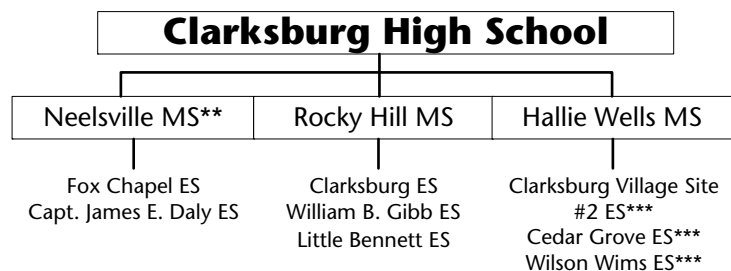 Clarksburg High School
Neelsville MS**
Rocky Hill MS
Hallie Wells MS
Fox Chapel ES
Capt. James E. Daly ES
Clarksburg ES
William B. Gibb ES
Little Bennett ES
Clarksburg Village Site
#2 ES***
Cedar Grove ES***
Wilson Wims ES***